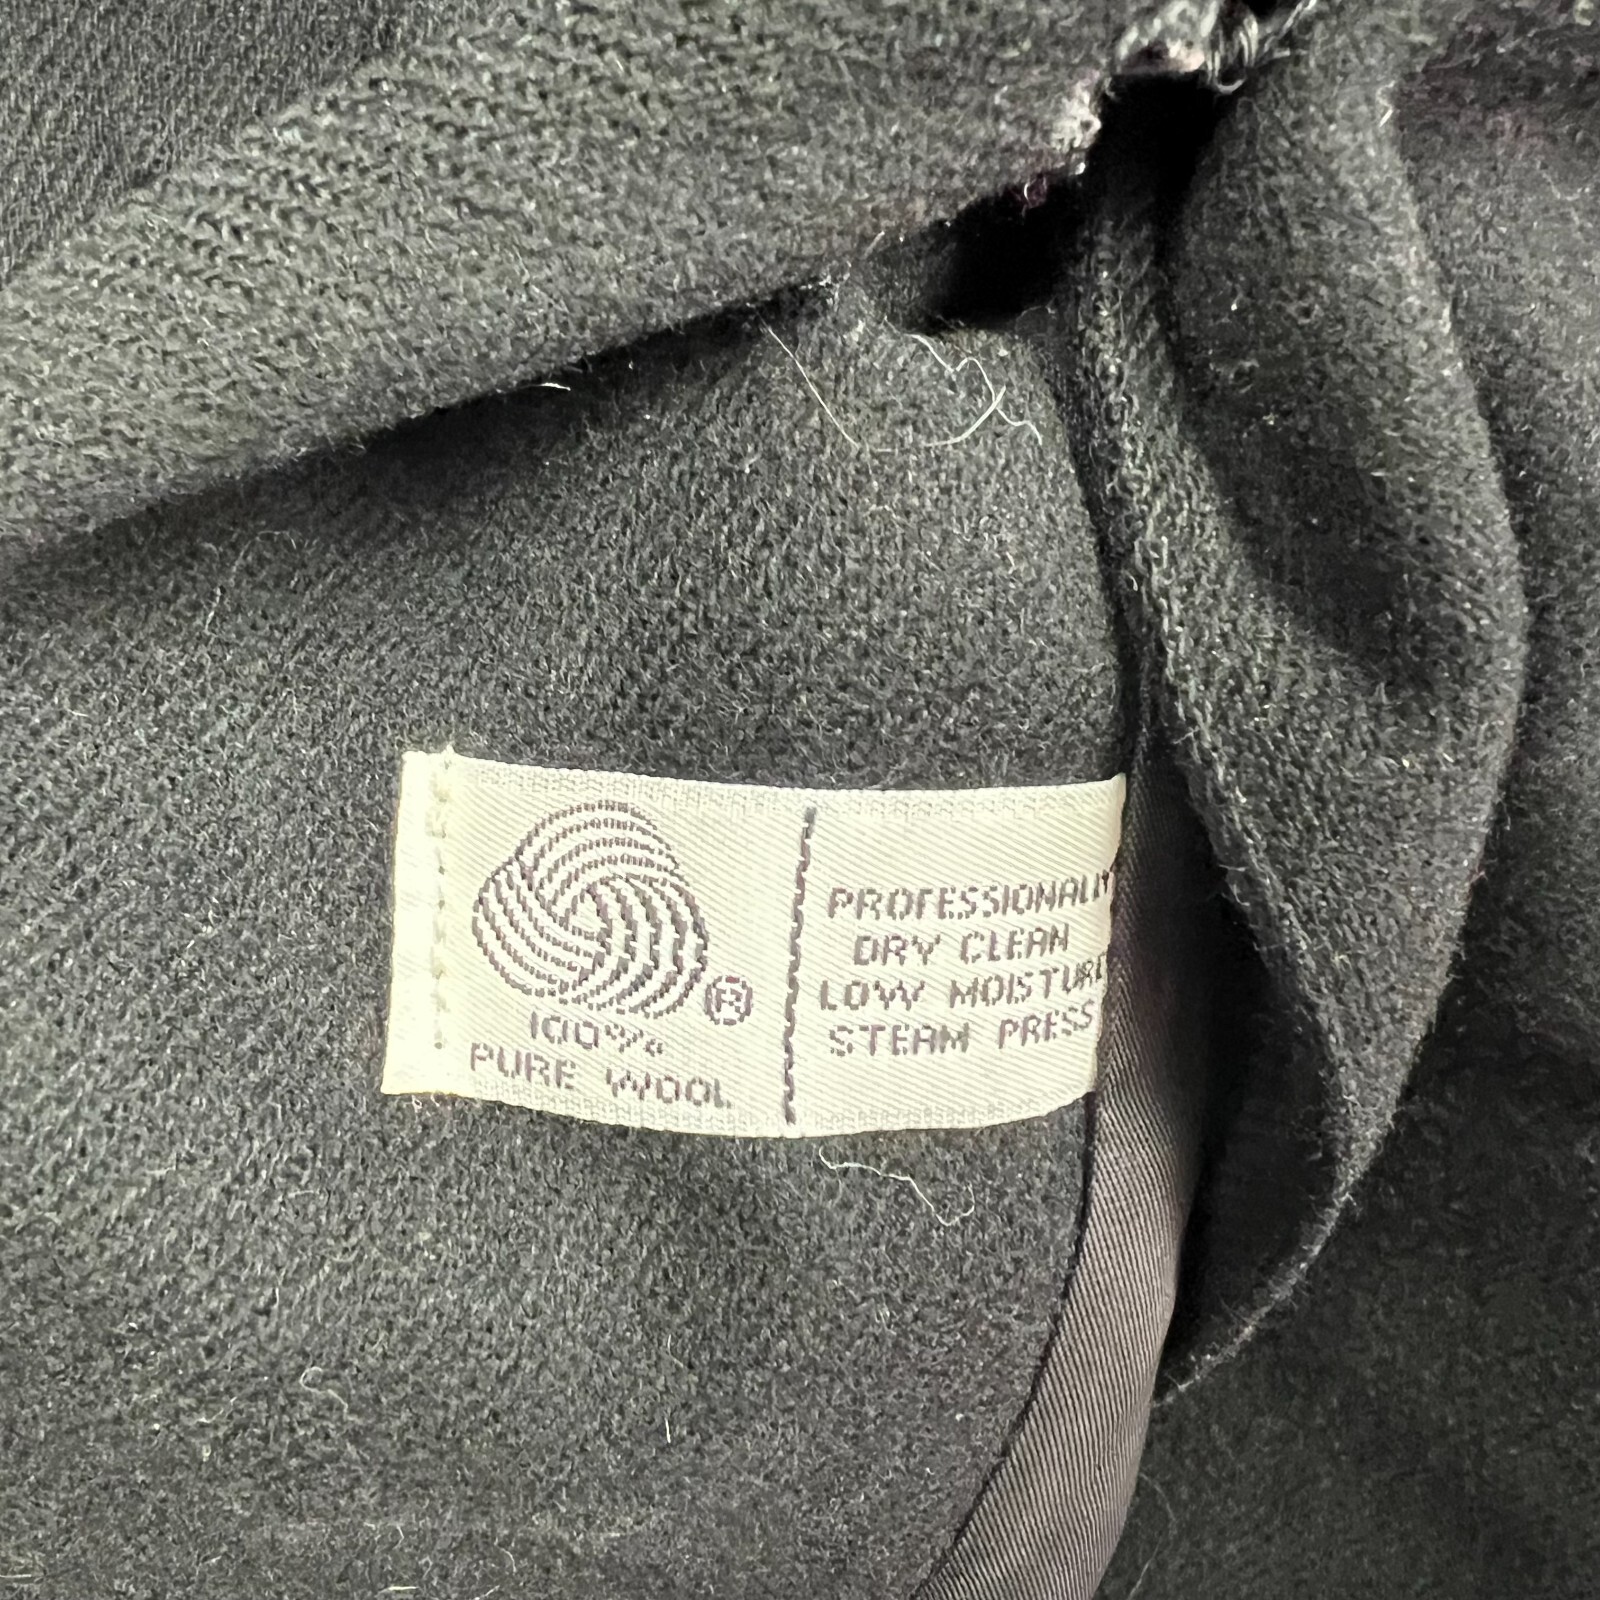 ®
100%
PURE WOOL
PROFESSIONALLY
DRY CLEAN
LOW MOISTURE
STEAM PRESS